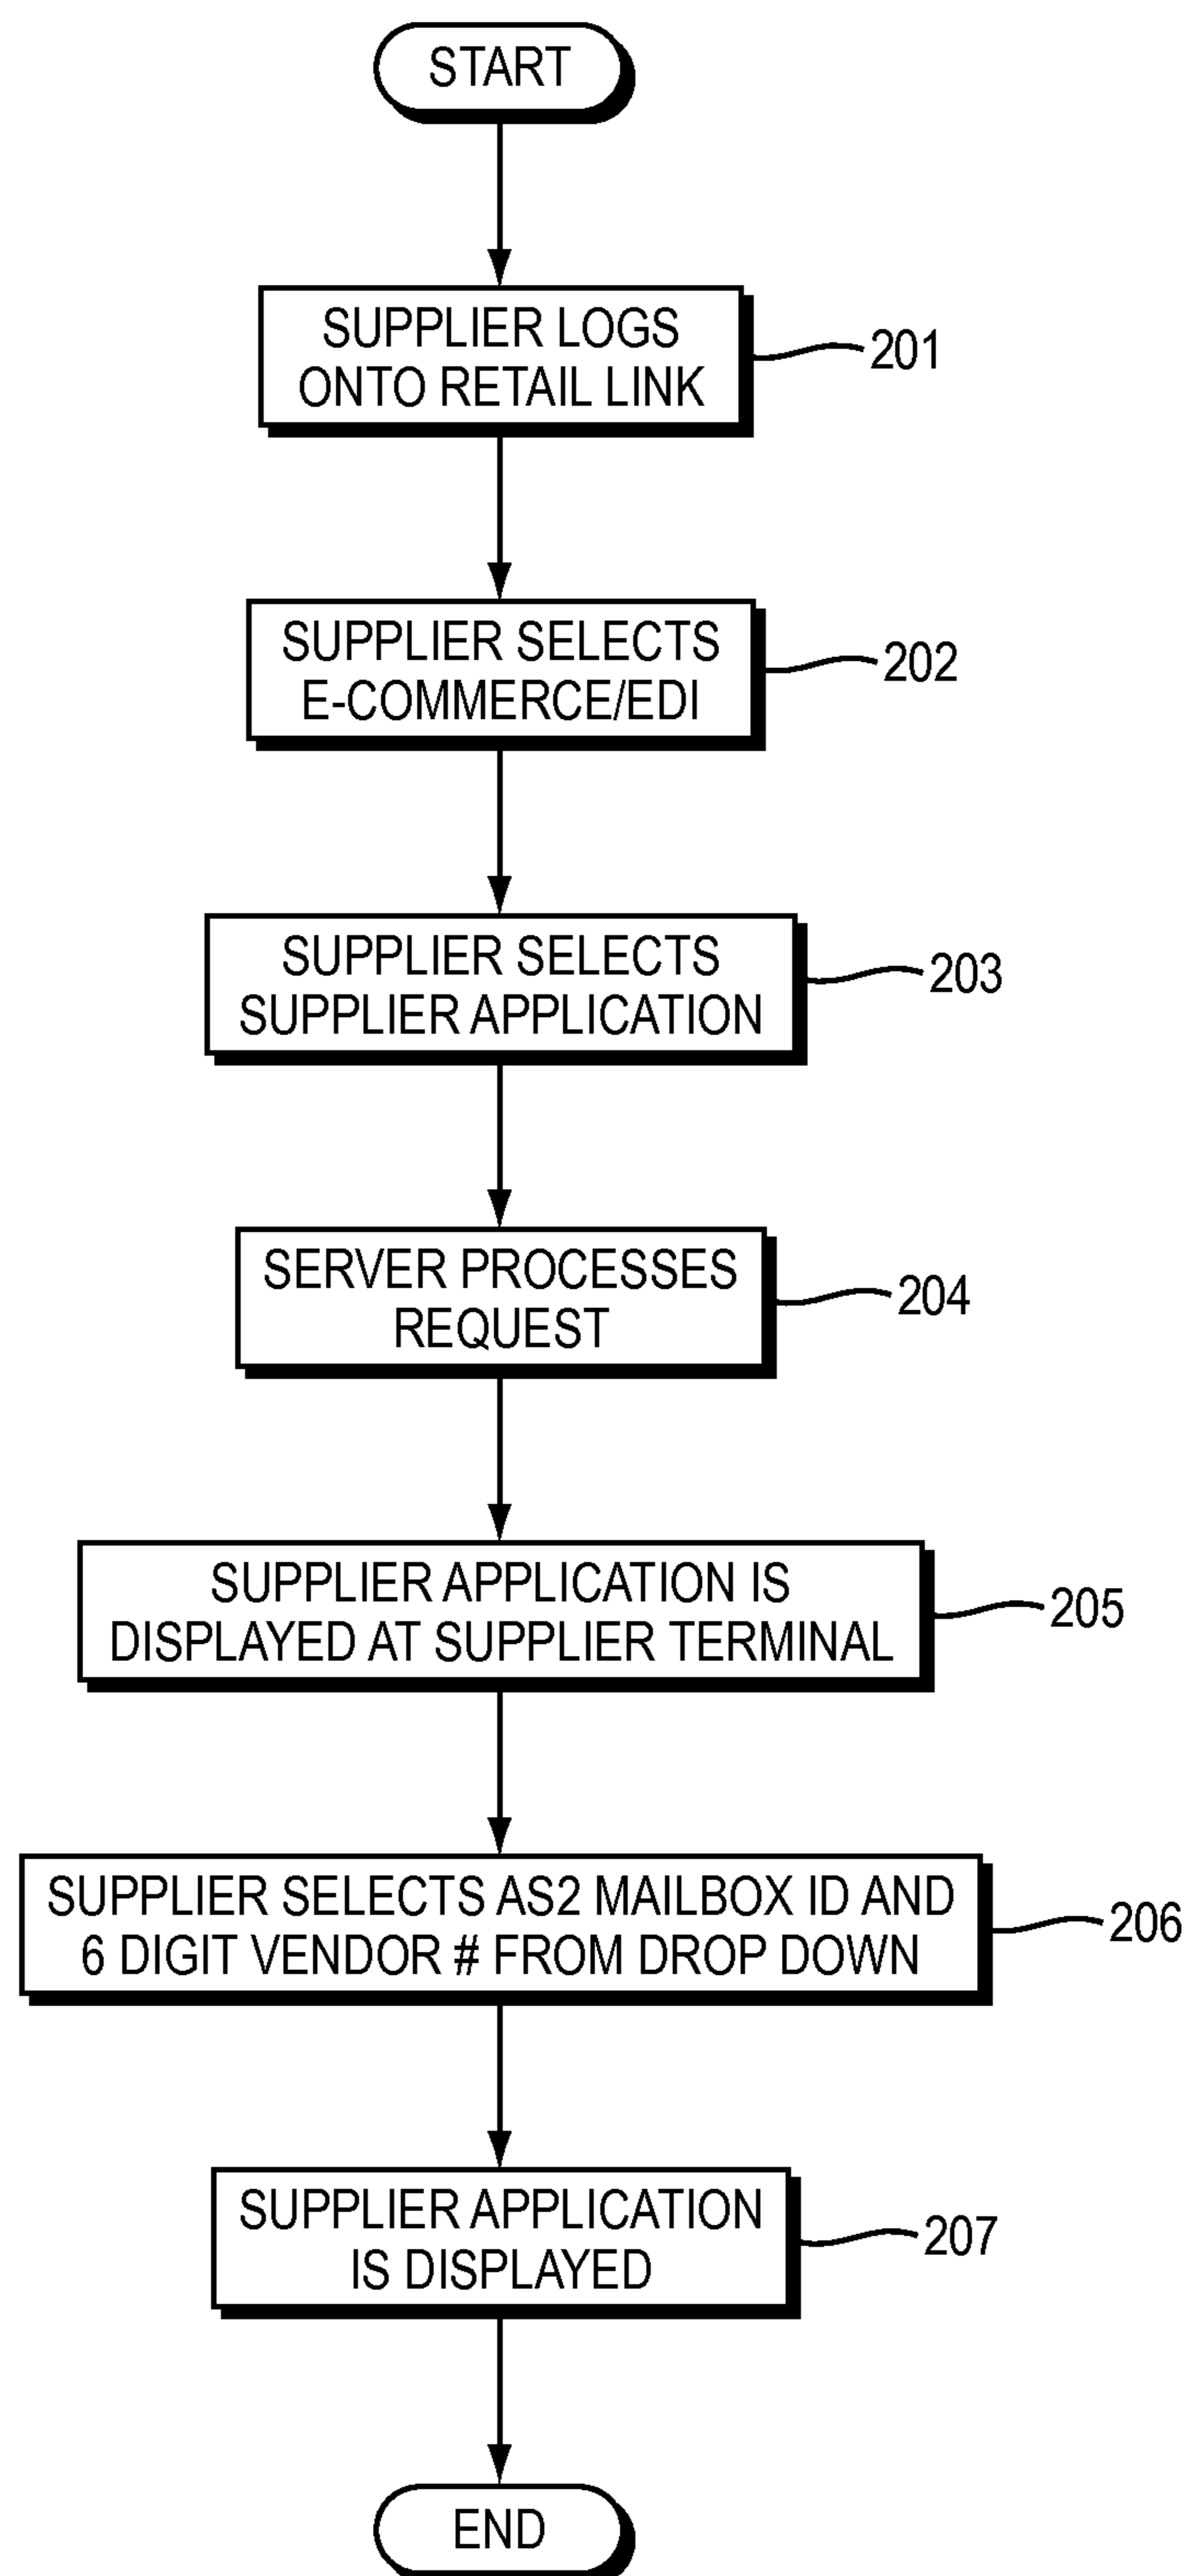 START
SUPPLIER LOGS
ONTO RETAIL LINK
201
SUPPLIER SELECTS
E-COMMERCE/EDI
202
SUPPLIER SELECTS
SUPPLIER APPLICATION
203
SERVER PROCESSES
REQUEST
204
SUPPLIER APPLICATION IS
DISPLAYED AT SUPPLIER TERMINAL
205
SUPPLIER SELECTS AS2 MAILBOX ID AND
6 DIGIT VENDOR # FROM DROP DOWN
206
SUPPLIER APPLICATION
IS DISPLAYED
207
END